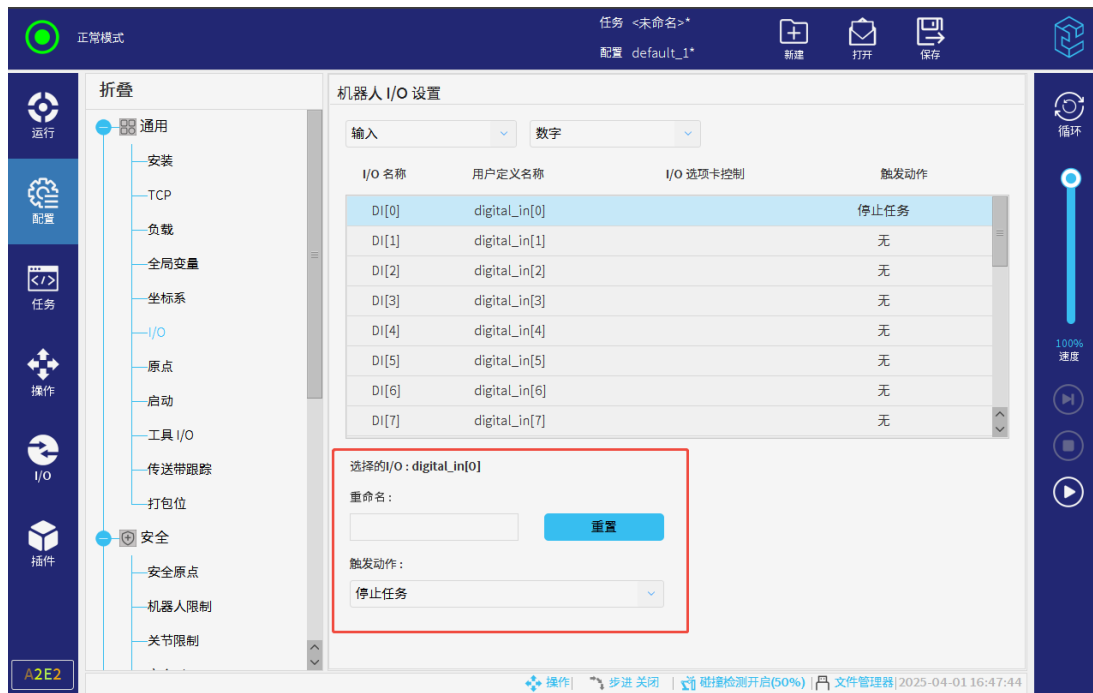 正常模式
任务 <未命名>*
配置 default_1*
新建
打开
保存
运行
配置
任务
操作
I/O
插件
A2E2
折叠
通用
安装
TCP
负载
全局变量
坐标系
I/O
原点
启动
工具 I/O
传送带跟踪
打包位
安全
安全原点
机器人限制
关节限制
机器人 I/O 设置
输入 数字
I/O 名称 用户定义名称 I/O 选项卡控制 触发动作
DI[0] digital_in[0] 停止任务
DI[1] digital_in[1] 无
DI[2] digital_in[2] 无
DI[3] digital_in[3] 无
DI[4] digital_in[4] 无
DI[5] digital_in[5] 无
DI[6] digital_in[6] 无
DI[7] digital_in[7] 无
选择的I/O : digital_in[0]
重命名 :
重置
触发动作 :
停止任务
循环
100%
速度
操作| 步进 关闭 | 碰撞检测开启(50%) | 文件管理器|2025-04-01 16:47:44